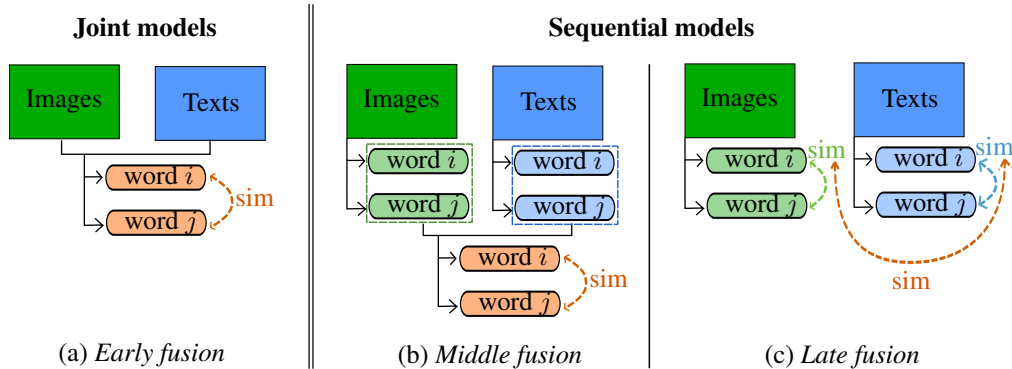 Joint models
Images
Texts
word i
word j
sim
(a) Early fusion
Sequential models
Images
Texts
word i
word i
word j
word j
word i
word j
sim
(b) Middle fusion
Images
Texts
word i
sim
word i
sim
word j
word j
sim
(c) Late fusion